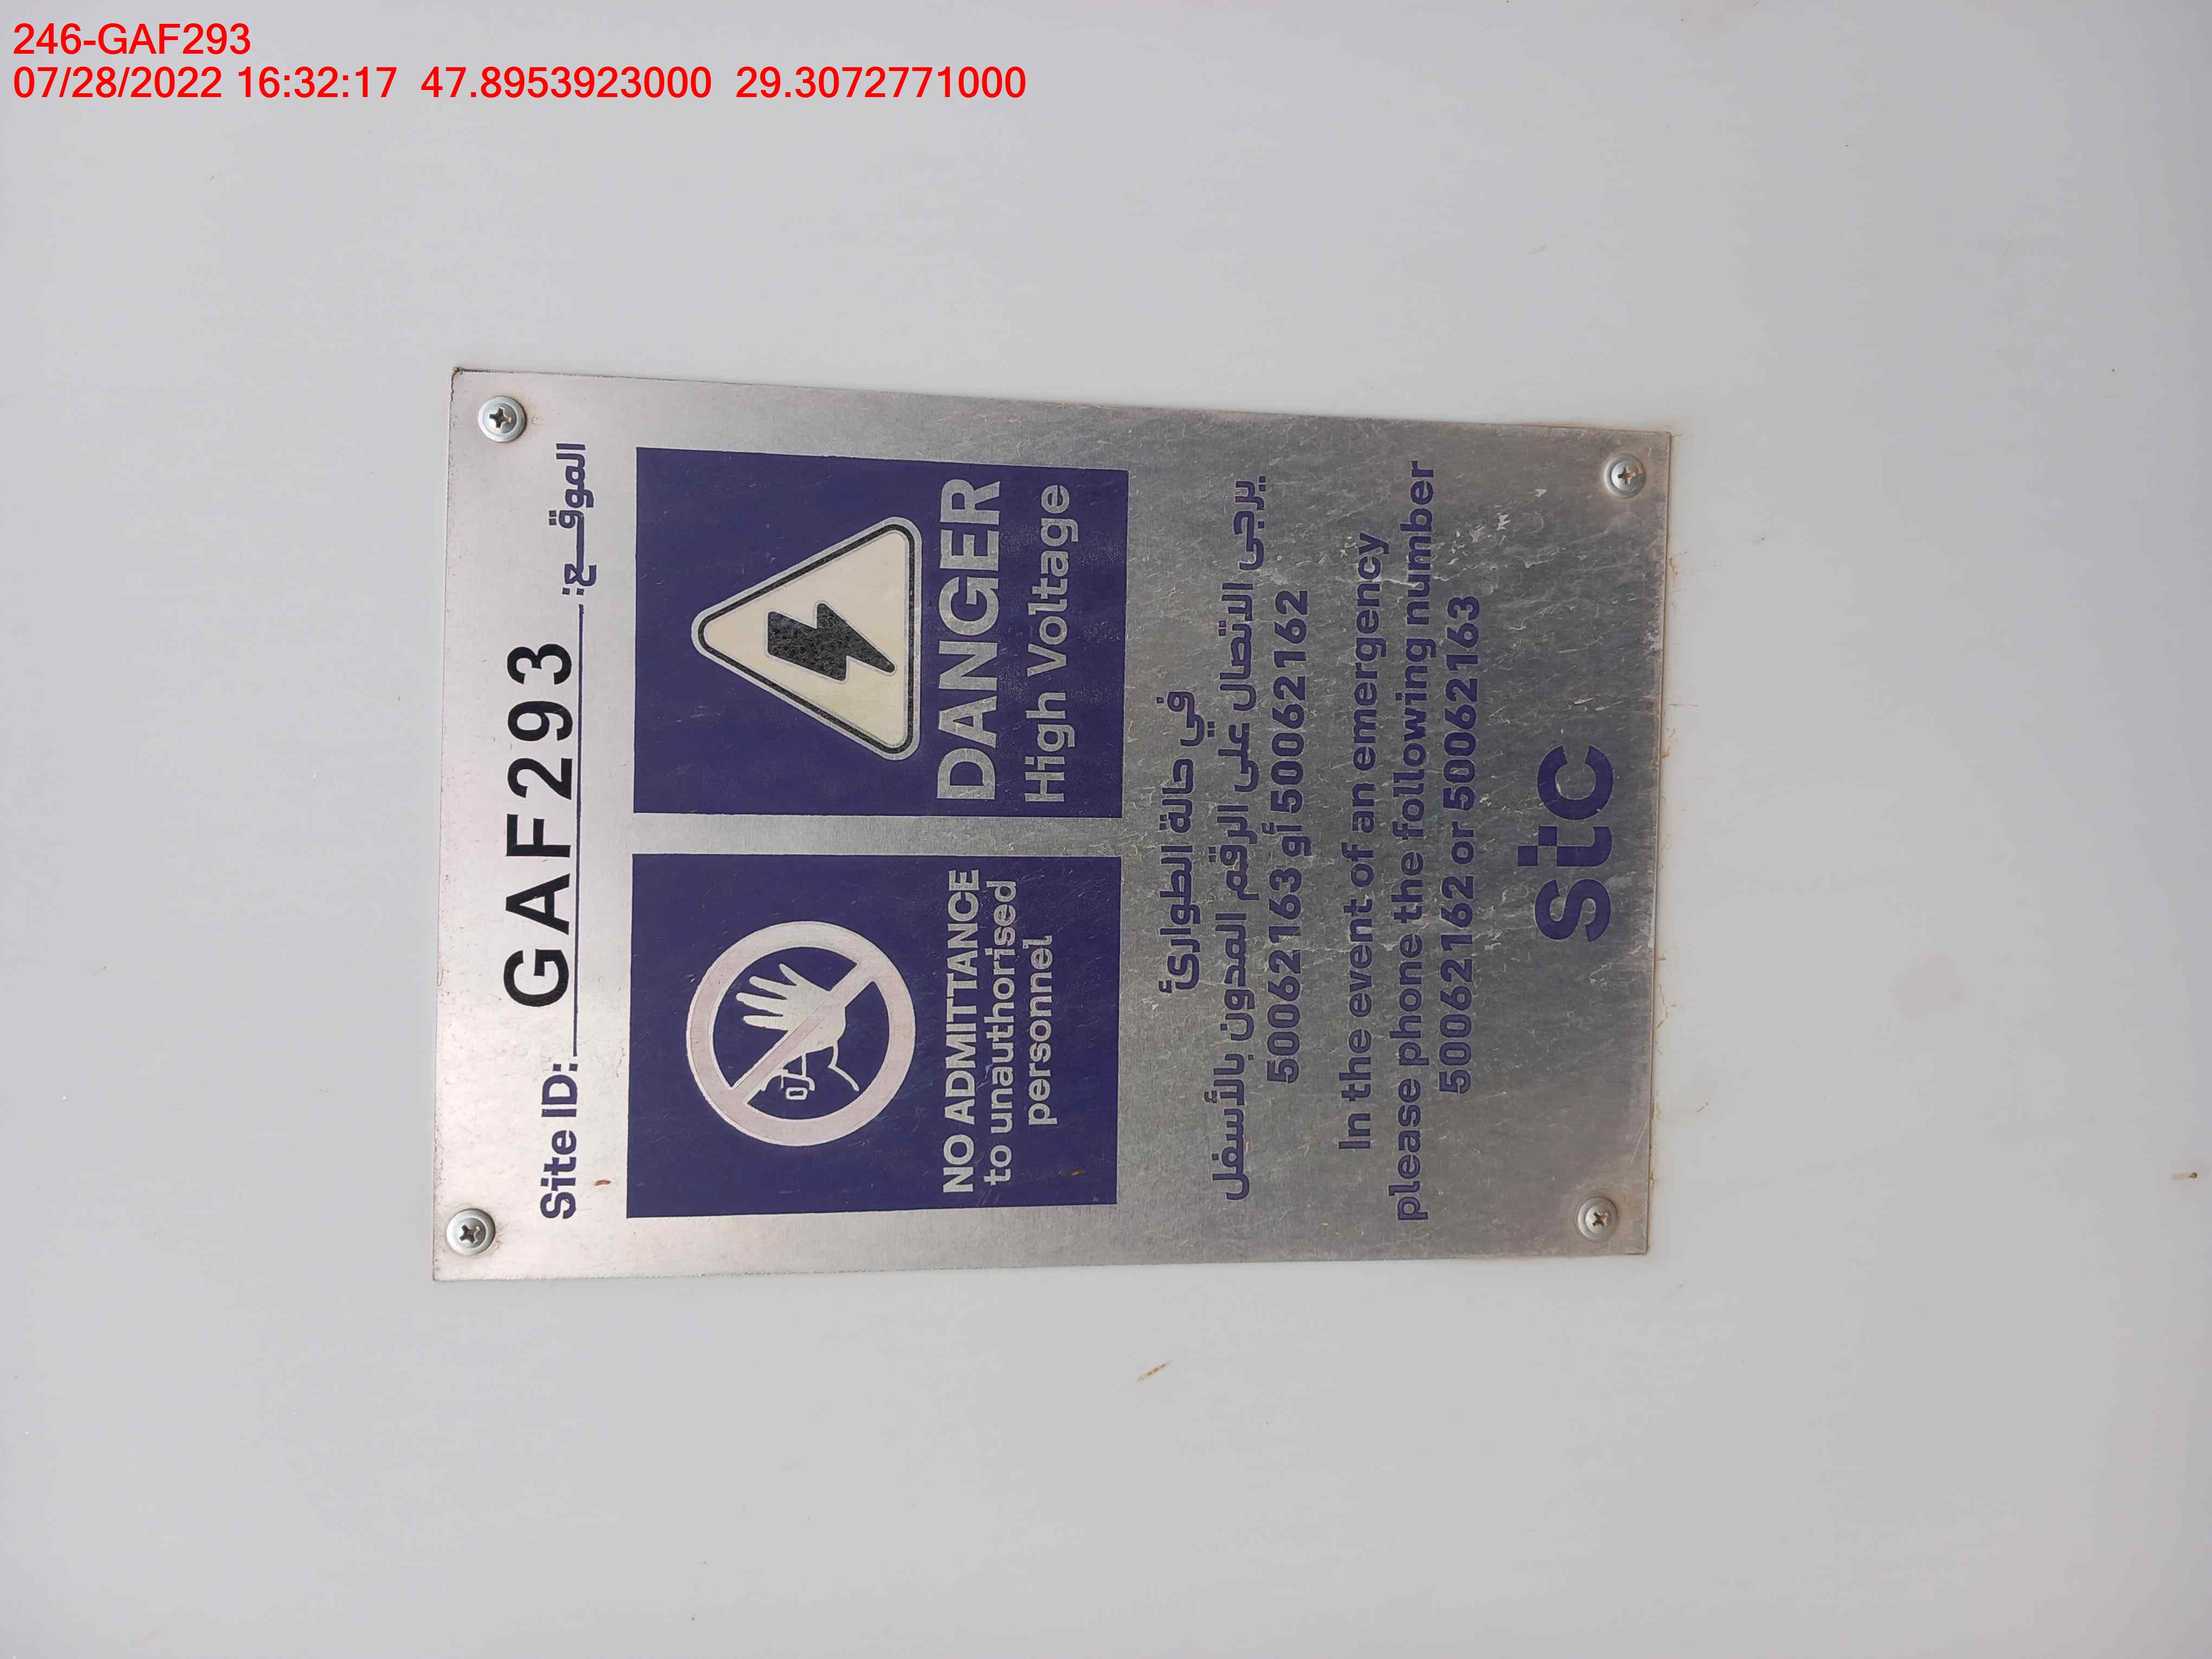 246-GAF293
07/28/2022 16:32:17 47.8953923000 29.3072771000
Site ID: GAF293 الموقــع:
NO ADMITTANCE
to unauthorised
personnel
DANGER
High Voltage
في حالة الطوارئ
يرجى الاتصال على الرقم المدون بالأسفل
50062163 أو 50062162
In the event of an emergency
please phone the following number
50062162 or 50062163
stc